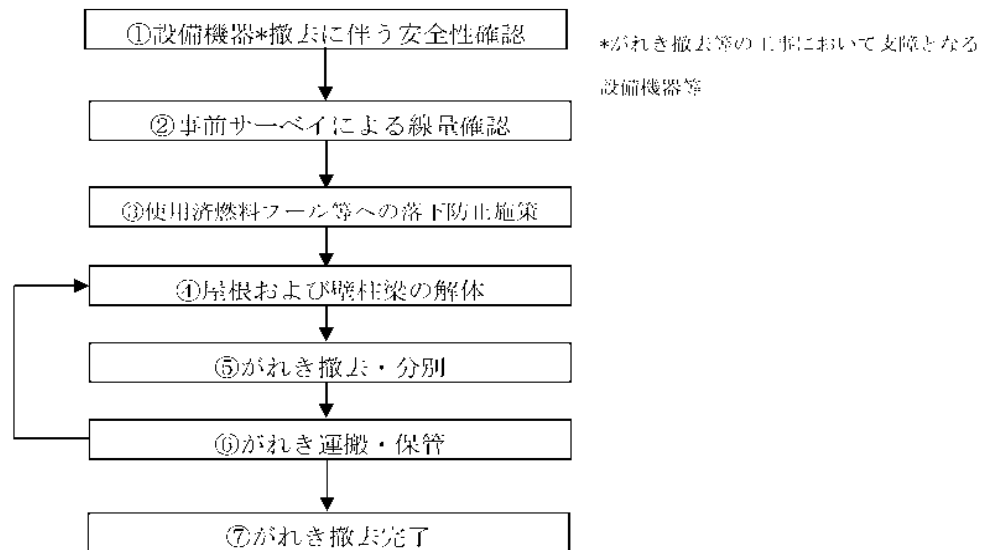 ①設備機器*撤去に伴う安全性確認
*がれき撤去等の工事において支障となる
設備機器等
②事前サーベイによる線量確認
③使用済燃料プール等への落下防止施策
④屋根および壁柱梁の解体
⑤がれき撤去・分別
⑥がれき運搬・保管
⑦がれき撤去完了